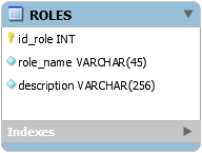 ROLES
id_role INT
role_name VARCHAR(45)
description VARCHAR(256)
Indexes